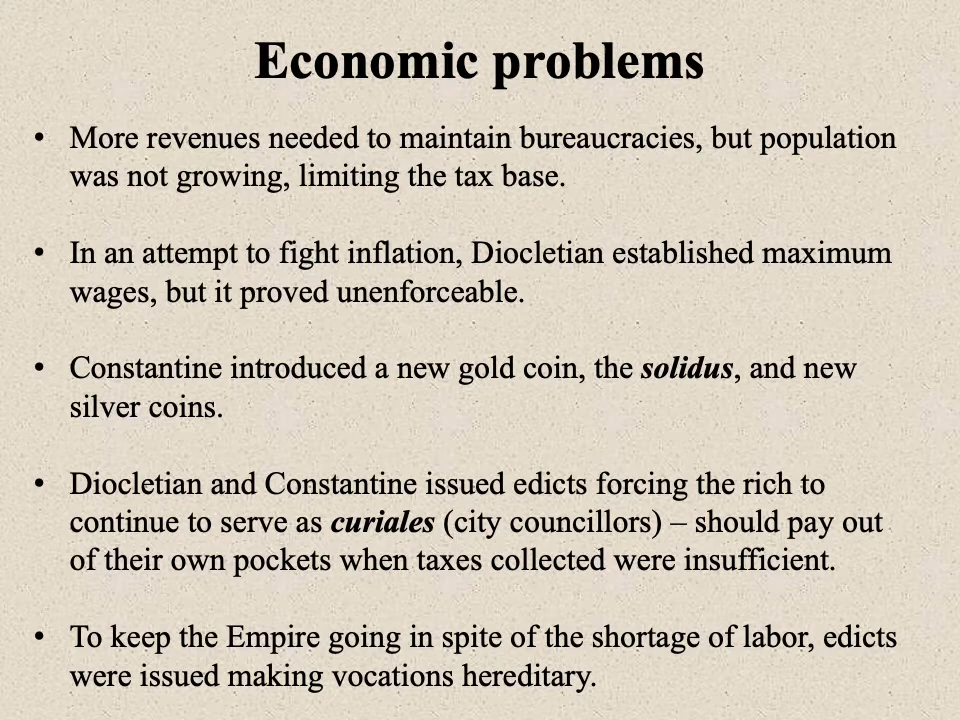 Economic problems
• More revenues needed to maintain bureaucracies, but population
was not growing, limiting the tax base.
• In an attempt to fight inflation, Diocletian established maximum
wages, but it proved unenforceable.
• Constantine introduced a new gold coin, the solidus, and new
silver coins.
• Diocletian and Constantine issued edicts forcing the rich to
continue to serve as curiales (city councillors) – should pay out
of their own pockets when taxes collected were insufficient.
• To keep the Empire going in spite of the shortage of labor, edicts
were issued making vocations hereditary.